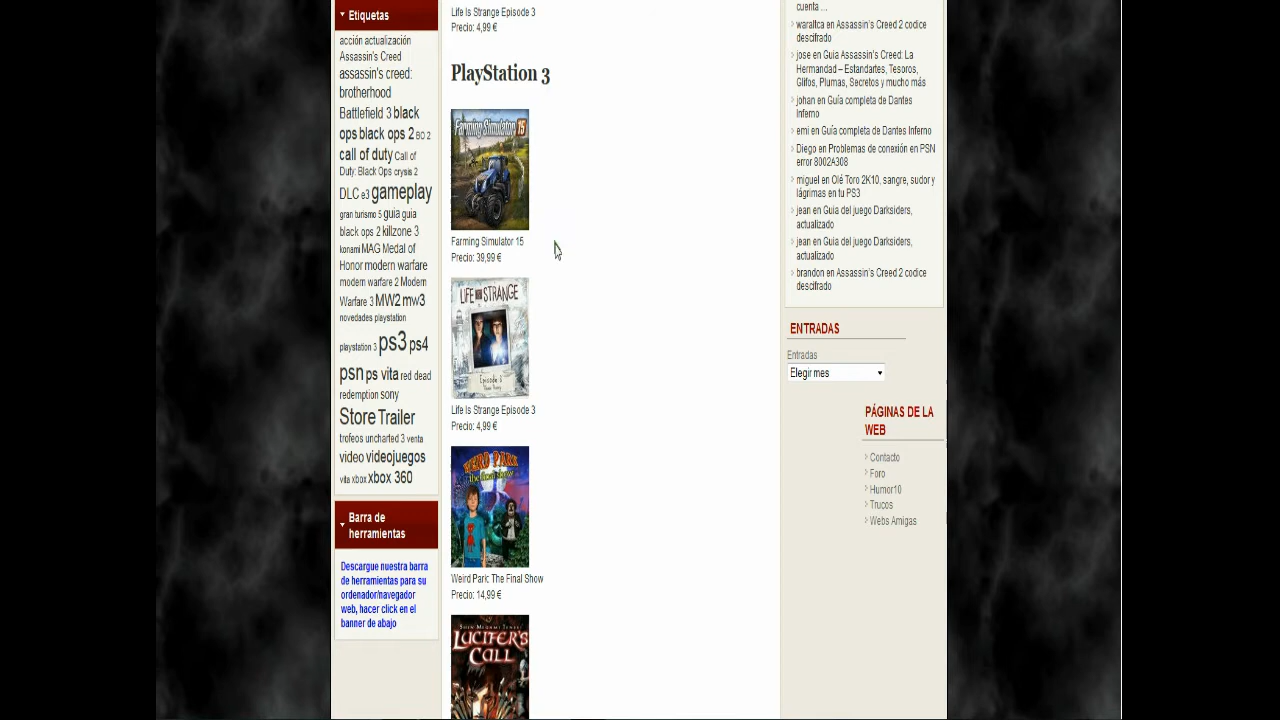 Etiquetas
acción actualización
Assassin's Creed
assassin's creed:
brotherhood
Battlefield 3 black
ops black ops 2 BO 2
call of duty Call of
Duty: Black Ops crysis 2
DLC e3 gameplay
gran turismo 5 guia guia
black ops 2 killzone 3
konami MAG Medal of
Honor modern warfare
modern warfare 2 Modern
Warfare 3 MW2 mw3
novedades playstation
playstation 3 ps3 ps4
psn ps vita red dead
redemption sony
Store Trailer
trofeos uncharted 3 venta
video videojuegos
vita xbox xbox 360
Barra de
herramientas
Descargue nuestra barra
de herramientas para su
ordenador/navegador
web, hacer click en el
banner de abajo
Life Is Strange Episode 3
Precio: 4,99 €
PlayStation 3
Farming Simulator 15
Farming Simulator 15
Precio: 39,99 €
LIFE IS STRANGE
Episode 3
Life Is Strange Episode 3
Precio: 4,99 €
WEIRD PARK
the final show
Weird Park: The Final Show
Precio: 14,99 €
SHIN MEGAMI TENSEI
LUCIFER'S
CALL
cuenta ...
waraltca en Assassin's Creed 2 codice
descifrado
jose en Guia Assassin's Creed: La
Hermandad – Estandartes, Tesoros,
Glifos, Plumas, Secretos y mucho más
johan en Guía completa de Dantes
Inferno
emi en Guía completa de Dantes Inferno
Diego en Problemas de conexión en PSN
error 8002A308
miguel en Olé Toro 2K10, sangre, sudor y
lágrimas en tu PS3
jean en Guia del juego Darksiders,
actualizado
jean en Guia del juego Darksiders,
actualizado
brandon en Assassin's Creed 2 codice
descifrado
ENTRADAS
Entradas
Elegir mes
PÁGINAS DE LA
WEB
Contacto
Foro
Humor10
Trucos
Webs Amigas